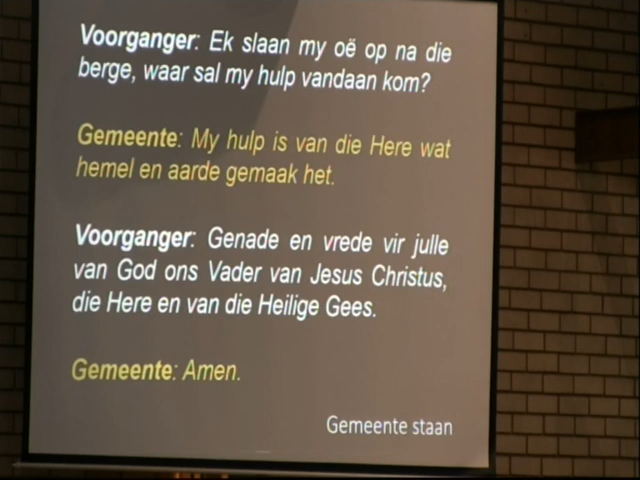 Voorganger: Ek slaan my oë op na die
berge, waar sal my hulp vandaan kom?
Gemeente: My hulp is van die Here wat
hemel en aarde gemaak het.
Voorganger: Genade en vrede vir julle
van God ons Vader van Jesus Christus,
die Here en van die Heilige Gees.
Gemeente: Amen.
Gemeente staan